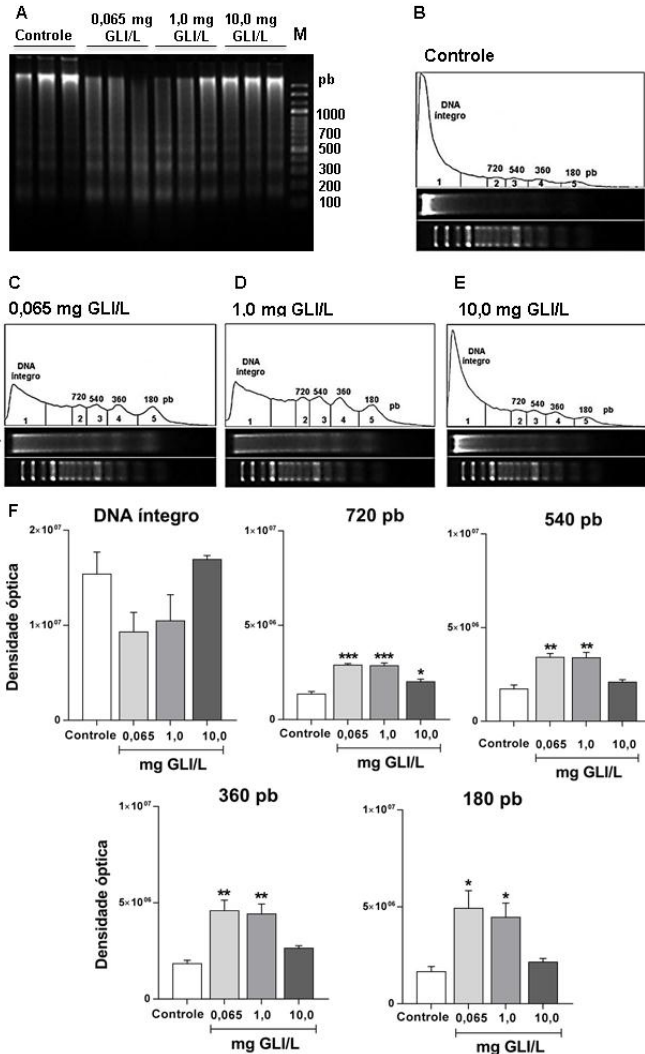 A
Controle
0,065 mg GLI/L
1,0 mg GLI/L
10,0 mg GLI/L
M
pb
1000
700
500
300
200
100
B
Controle
DNA íntegro
720 540 360 180 pb
1 2 3 4 5
C
0,065 mg GLI/L
DNA íntegro
720 540 360 180 pb
1 2 3 4 5
D
1,0 mg GLI/L
DNA íntegro
720 540 360 180 pb
1 2 3 4 5
E
10,0 mg GLI/L
DNA íntegro
720 540 360 180 pb
1 2 3 4 5
F
DNA íntegro
Densidade óptica
2×10⁰⁷
1×10⁰⁷
0
Controle 0,065 1,0 10,0
mg GLI/L
720 pb
1×10⁰⁷
5×10⁰⁶
0
*** *** *
Controle 0,065 1,0 10,0
mg GLI/L
540 pb
1×10⁰⁷
5×10⁰⁶
0
** **
Controle 0,065 1,0 10,0
mg GLI/L
360 pb
Densidade óptica
1×10⁰⁷
5×10⁰⁶
0
** **
Controle 0,065 1,0 10,0
mg GLI/L
180 pb
1×10⁰⁷
5×10⁰⁶
0
* *
Controle 0,065 1,0 10,0
mg GLI/L